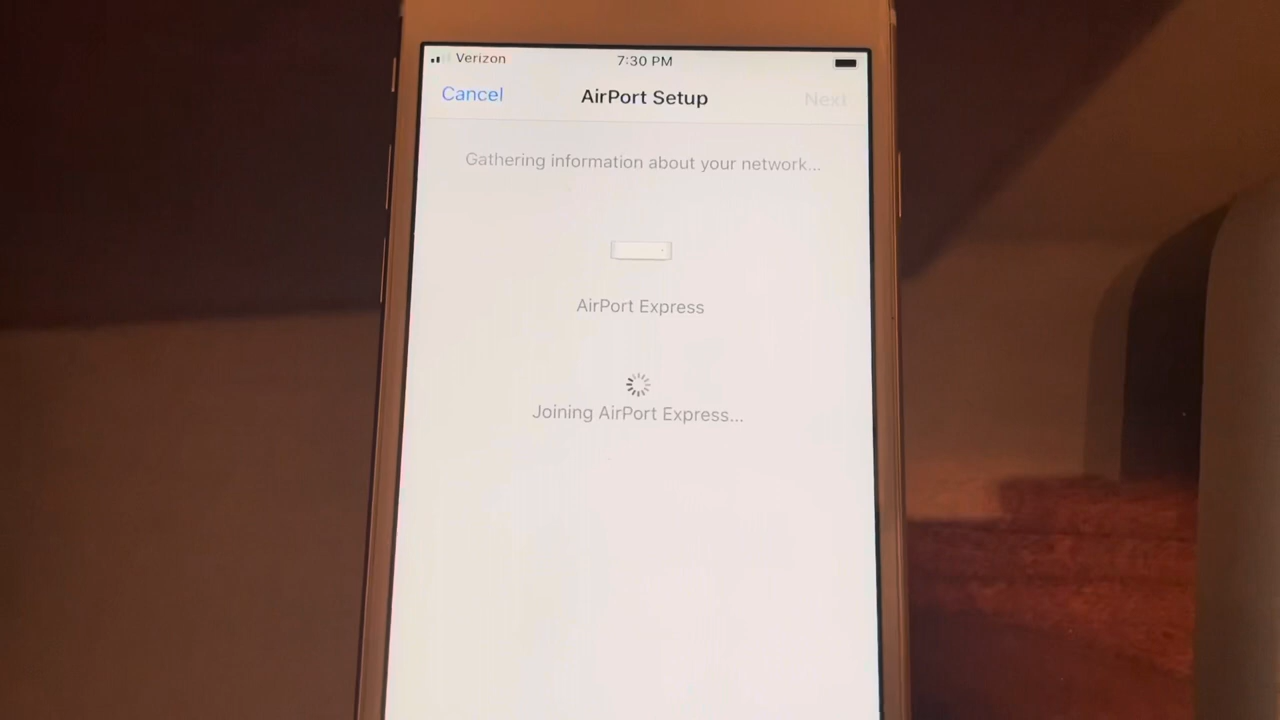 Verizon 7:30 PM
Cancel AirPort Setup Next
Gathering information about your network...
AirPort Express
Joining AirPort Express...